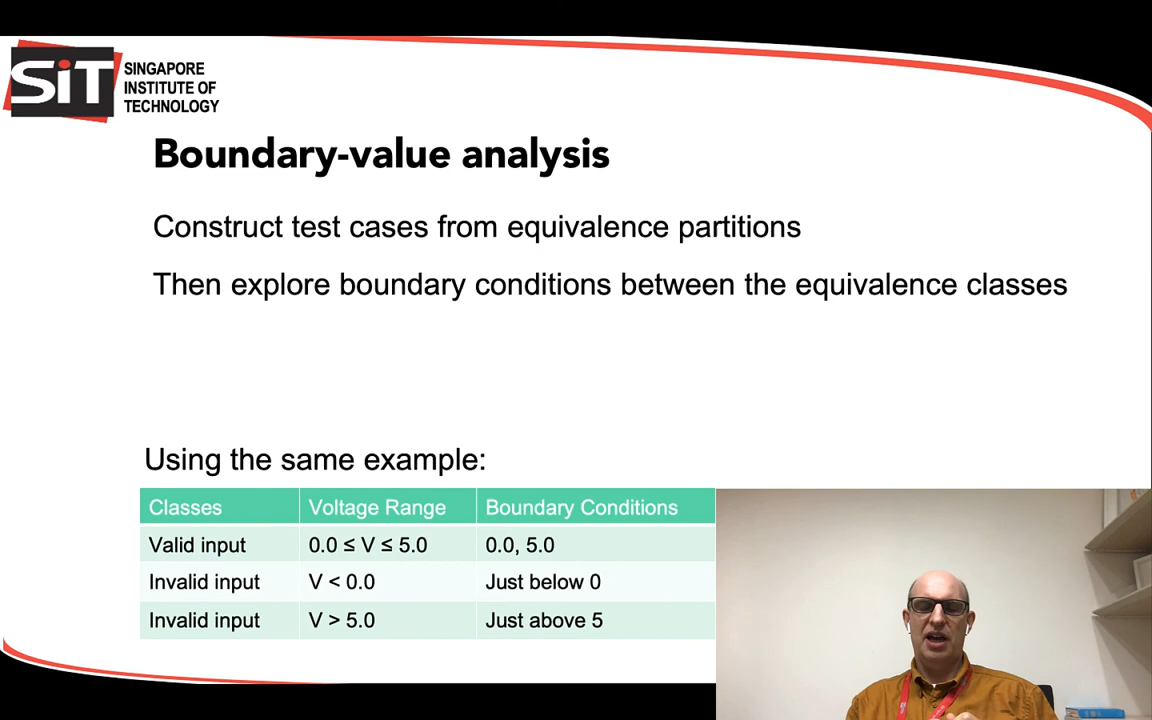 SiT
SINGAPORE
INSTITUTE OF
TECHNOLOGY
Boundary-value analysis
Construct test cases from equivalence partitions
Then explore boundary conditions between the equivalence classes
Using the same example:
Classes Voltage Range Boundary Conditions
Valid input 0.0 ≤ V ≤ 5.0 0.0, 5.0
Invalid input V < 0.0 Just below 0
Invalid input V > 5.0 Just above 5